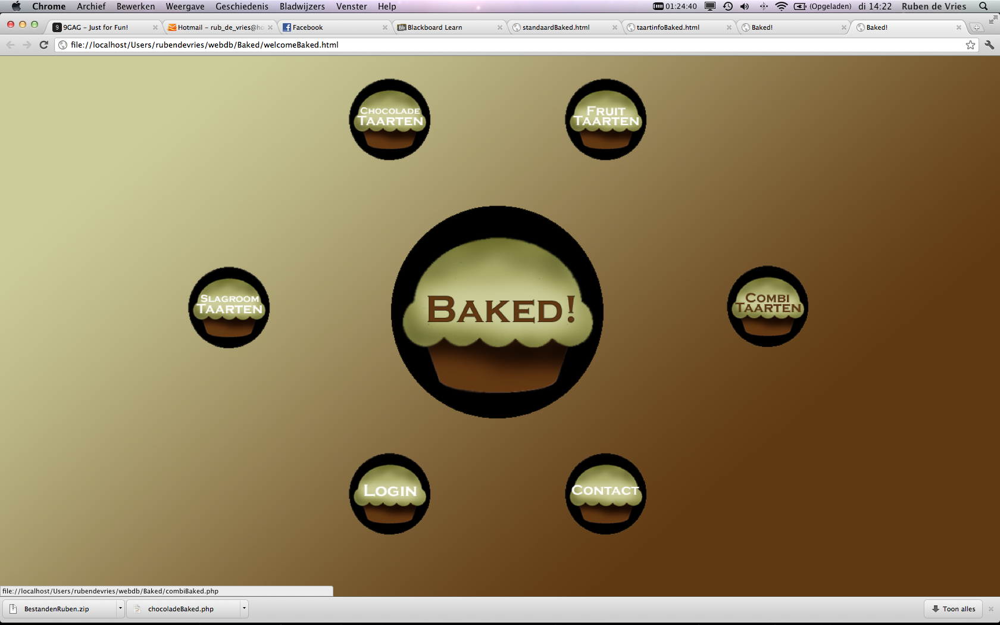 Chrome Archief Bewerken Weergave Geschiedenis Bladwijzers Venster Help 01:24:40 (Opgeladen) di 14:22 Ruben de Vries
9 9GAG – Just for Fun! Hotmail – rub_de_vries@ho Facebook Bb Blackboard Learn standaardBaked.html taartinfoBaked.html Baked! Baked!
file://localhost/Users/rubendevries/webdb/Baked/welcomeBaked.html
Chocolade
Taarten
Fruit
Taarten
Slagroom
Taarten
Baked!
Combi
Taarten
Login
Contact
file://localhost/Users/rubendevries/webdb/Baked/combiBaked.php
BestandenRuben.zip chocoladeBaked.php Toon alles